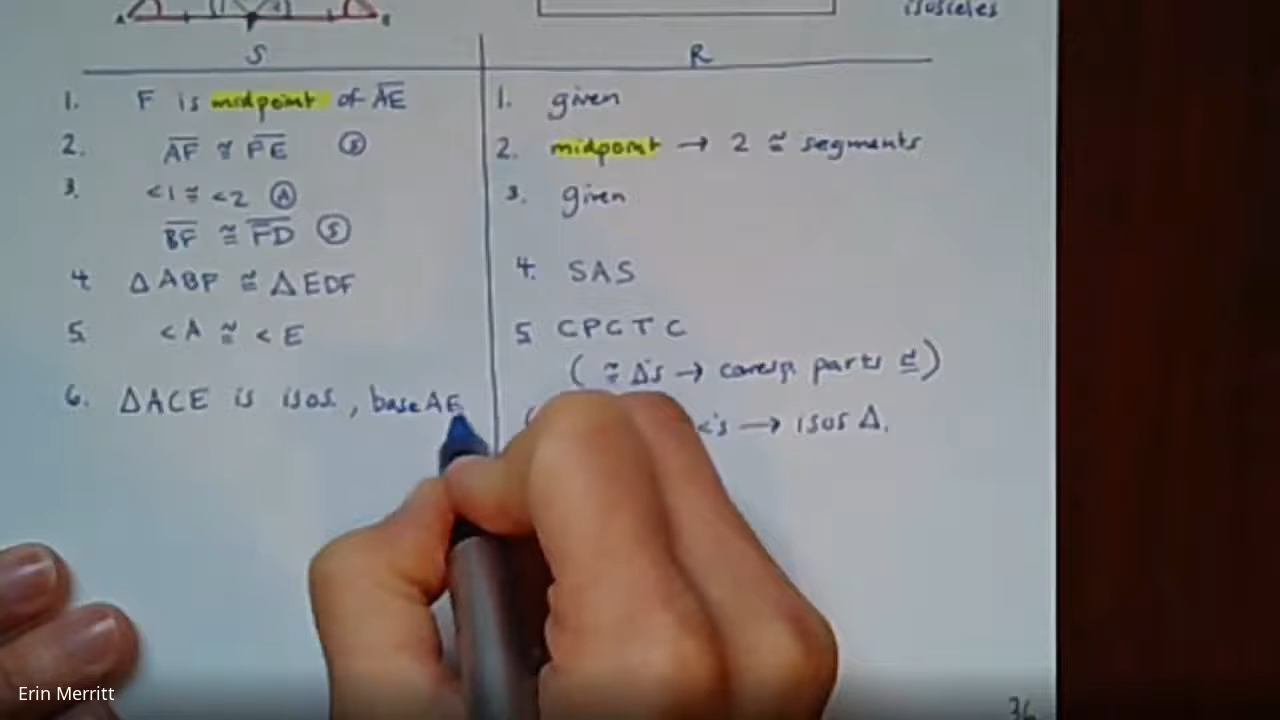 A E
isosceles
S R
1. F is midpoint of AE 1. given
2. AF ≅ FE Ⓢ 2. midpoint → 2 ≅ segments
3. <1 ≅ <2 Ⓐ 3. given
BF ≅ FD Ⓢ
4. △ABF ≅ △EDF 4. SAS
5. <A ≅ <E 5. CPCTC
(≅ △'s → corresp. parts ≅)
6. △ACE is isos., base AE <'s → isos △.
36
Erin Merritt